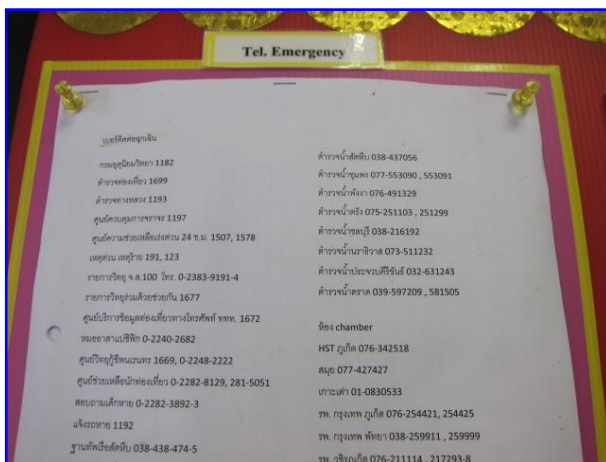 Tel. Emergency
เบอร์ติดต่อฉุกเฉิน
กรมอุตุนิยมวิทยา 1182
ตำรวจท่องเที่ยว 1699
ตำรวจทางหลวง 1193
ศูนย์ควบคุมการจราจร 1197
ศูนย์ความช่วยเหลือเร่งด่วน 24 ช.ม. 1507, 1578
เหตุด่วน เหตุร้าย 191, 123
รายการวิทยุ จ.ส.100 โทร. 0-2383-9191-4
รายการวิทยุร่วมด้วยช่วยกัน 1677
ศูนย์บริการข้อมูลท่องเที่ยวทางโทรศัพท์ ททท. 1672
หมออาสาแปซิฟิก 0-2240-2682
ศูนย์วิทยุกู้ชีพนเรนทร 1669, 0-2248-2222
ศูนย์ช่วยเหลือนักท่องเที่ยว 0-2282-8129, 281-5051
สอบถามเด็กหาย 0-2282-3892-3
แจ้งรถหาย 1192
ฐานทัพเรือสัตหีบ 038-438-474-5
ตำรวจน้ำสัตหีบ 038-437056
ตำรวจน้ำชุมพร 077-553090 , 553091
ตำรวจน้ำพังงา 076-491329
ตำรวจน้ำตรัง 075-251103 , 251299
ตำรวจน้ำชลบุรี 038-216192
ตำรวจน้ำนราธิวาส 073-511232
ตำรวจน้ำประจวบคีรีขันธ์ 032-631243
ตำรวจน้ำตราด 039-597209 , 581505
ห้อง chamber
HST ภูเก็ต 076-342518
สมุย 077-427427
เกาะเต่า 01-0830533
รพ. กรุงเทพ ภูเก็ต 076-254421, 254425
รพ. กรุงเทพ พัทยา 038-259911 , 259999
รพ. วชิรภูเก็ต 076-211114 , 217293-8